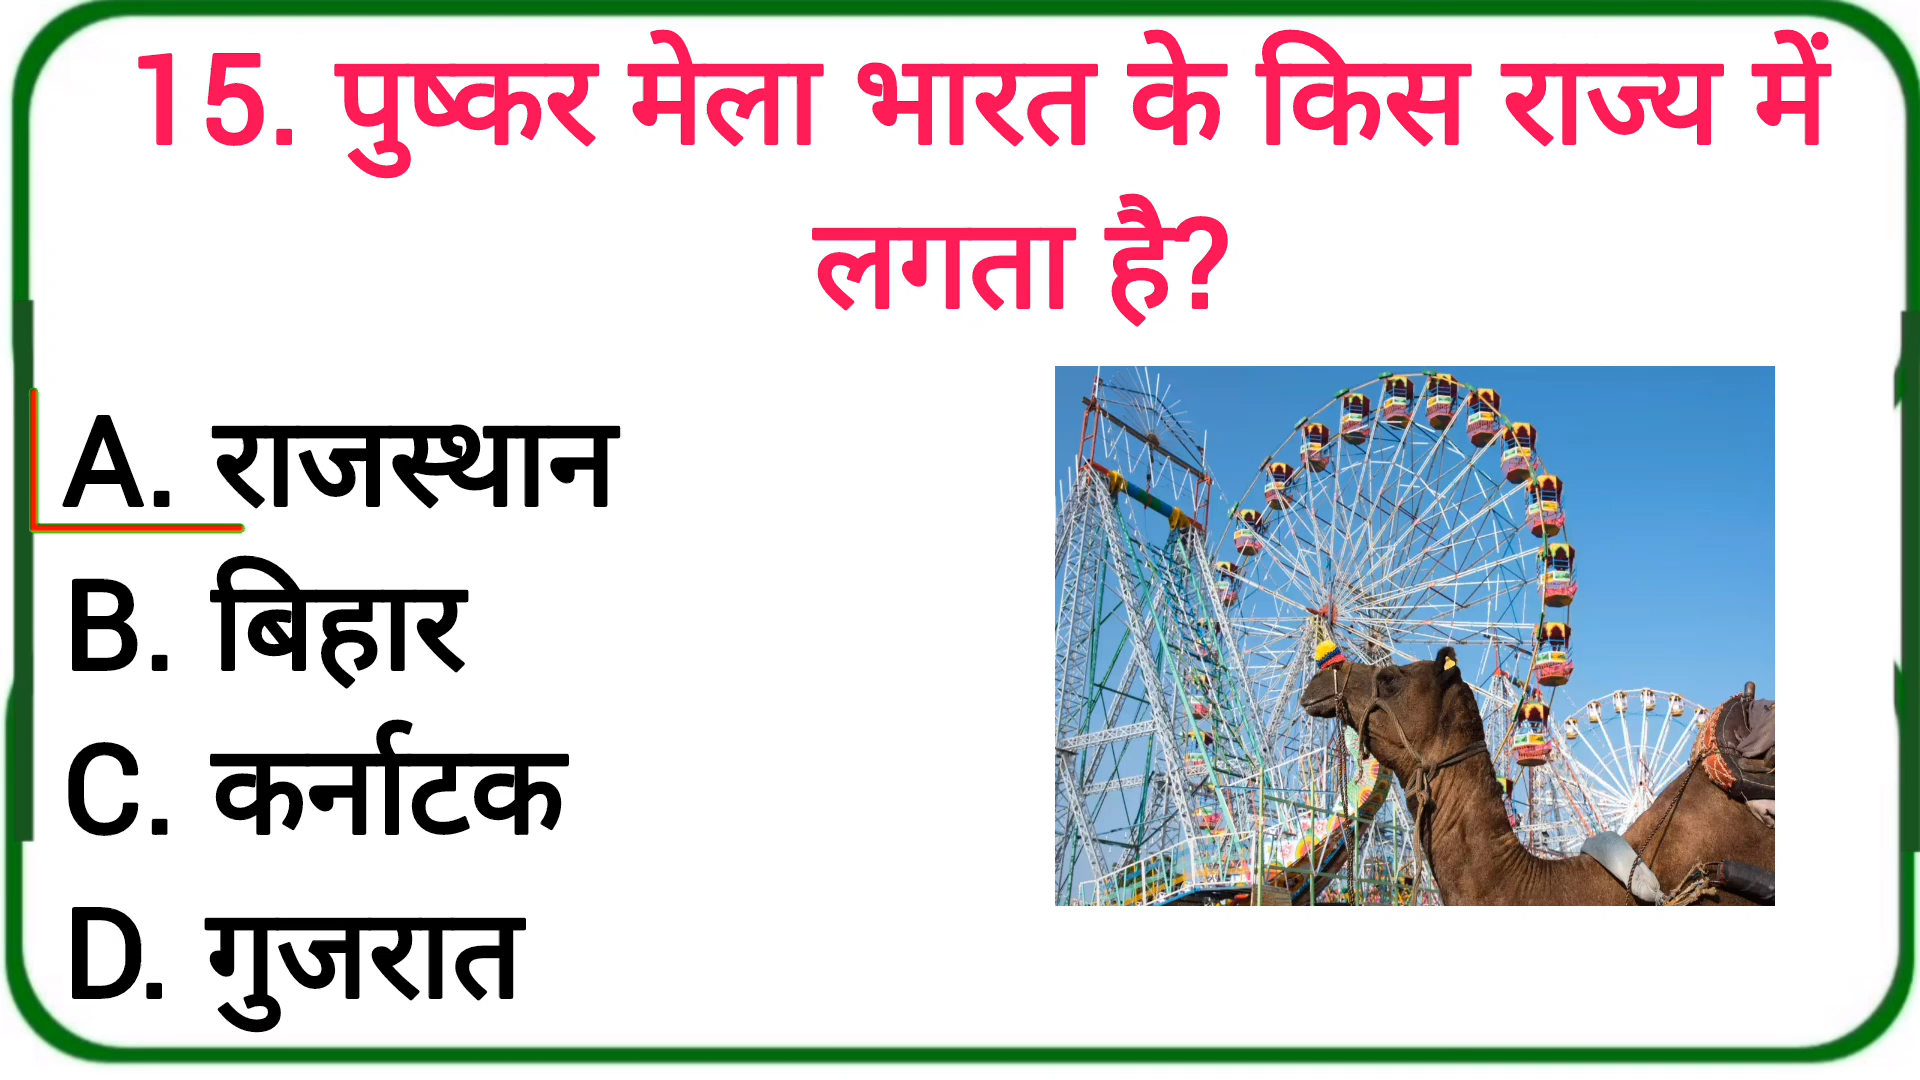 15. पुष्कर मेला भारत के किस राज्य में
लगता है?
A. राजस्थान
B. बिहार
C. कर्नाटक
D. गुजरात